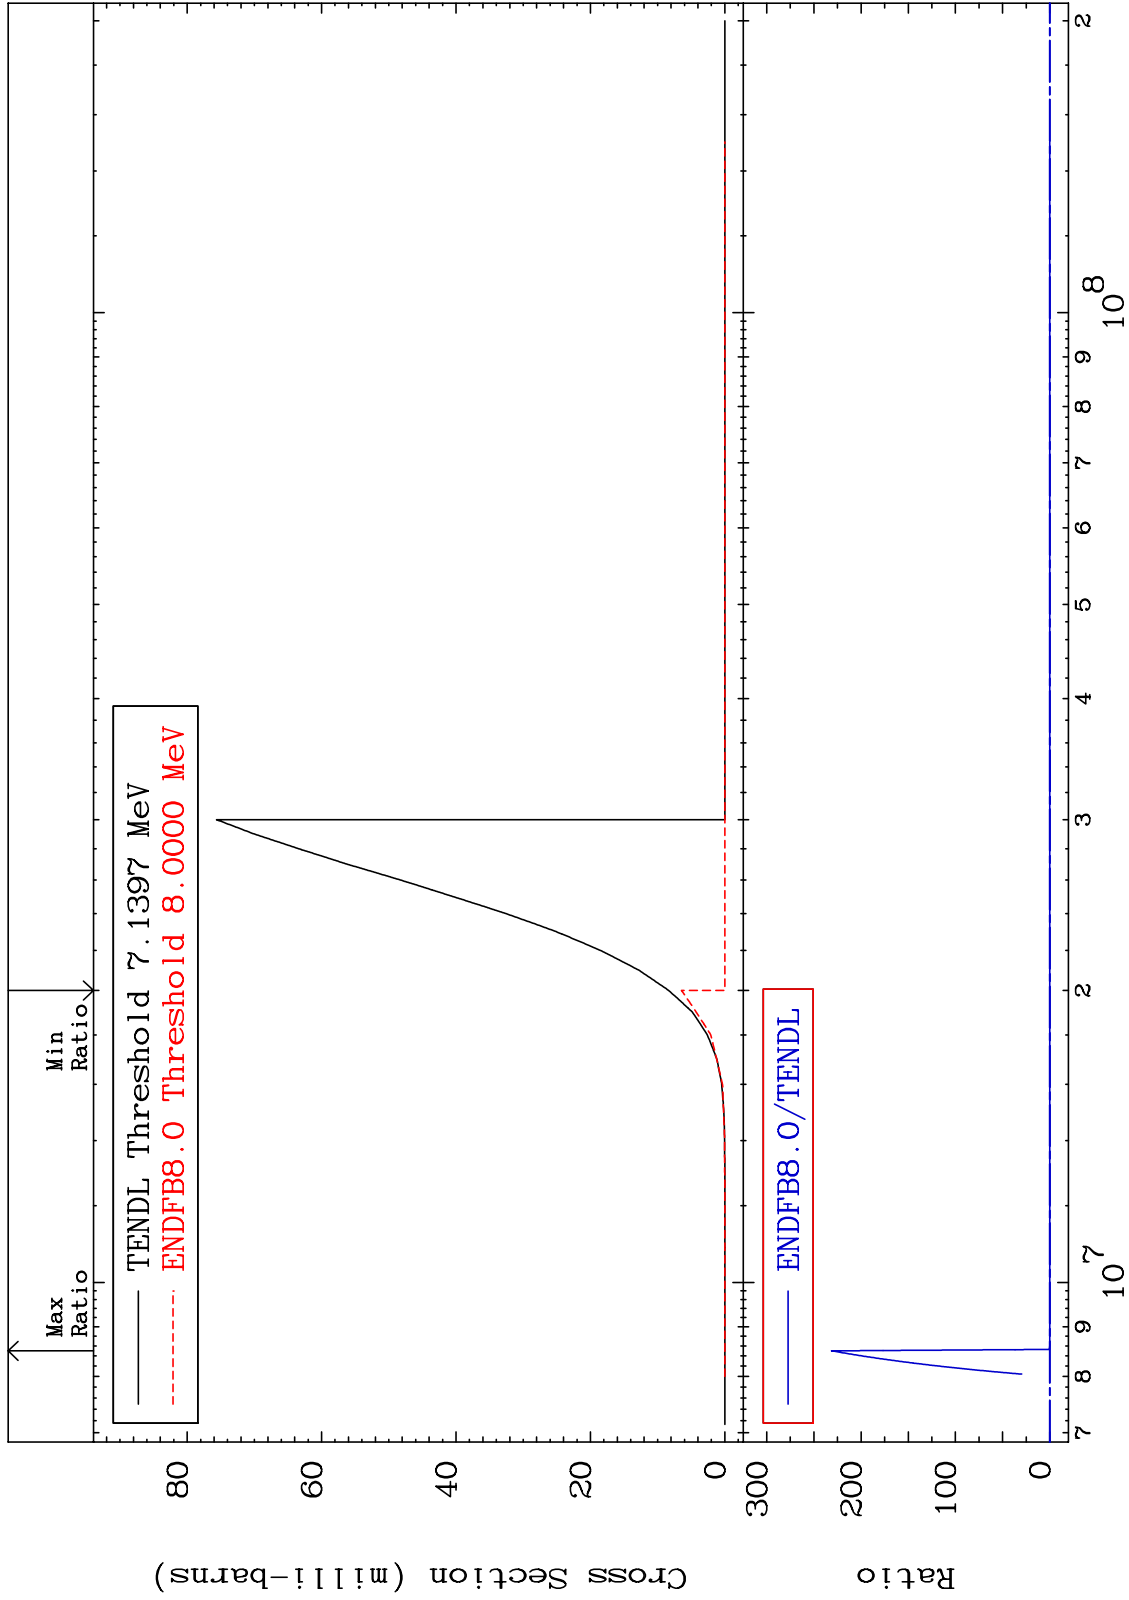 Max
Ratio
Min
Ratio
TENDL Threshold 7.1397 MeV
ENDFB8.0 Threshold 8.0000 MeV
80
60
40
20
0
Cross Section (milli-barns)
ENDFB8.0/TENDL
300
200
100
0
Ratio
7 8 9 10^7 2 3 4 5 6 7 8 9 10^8 2